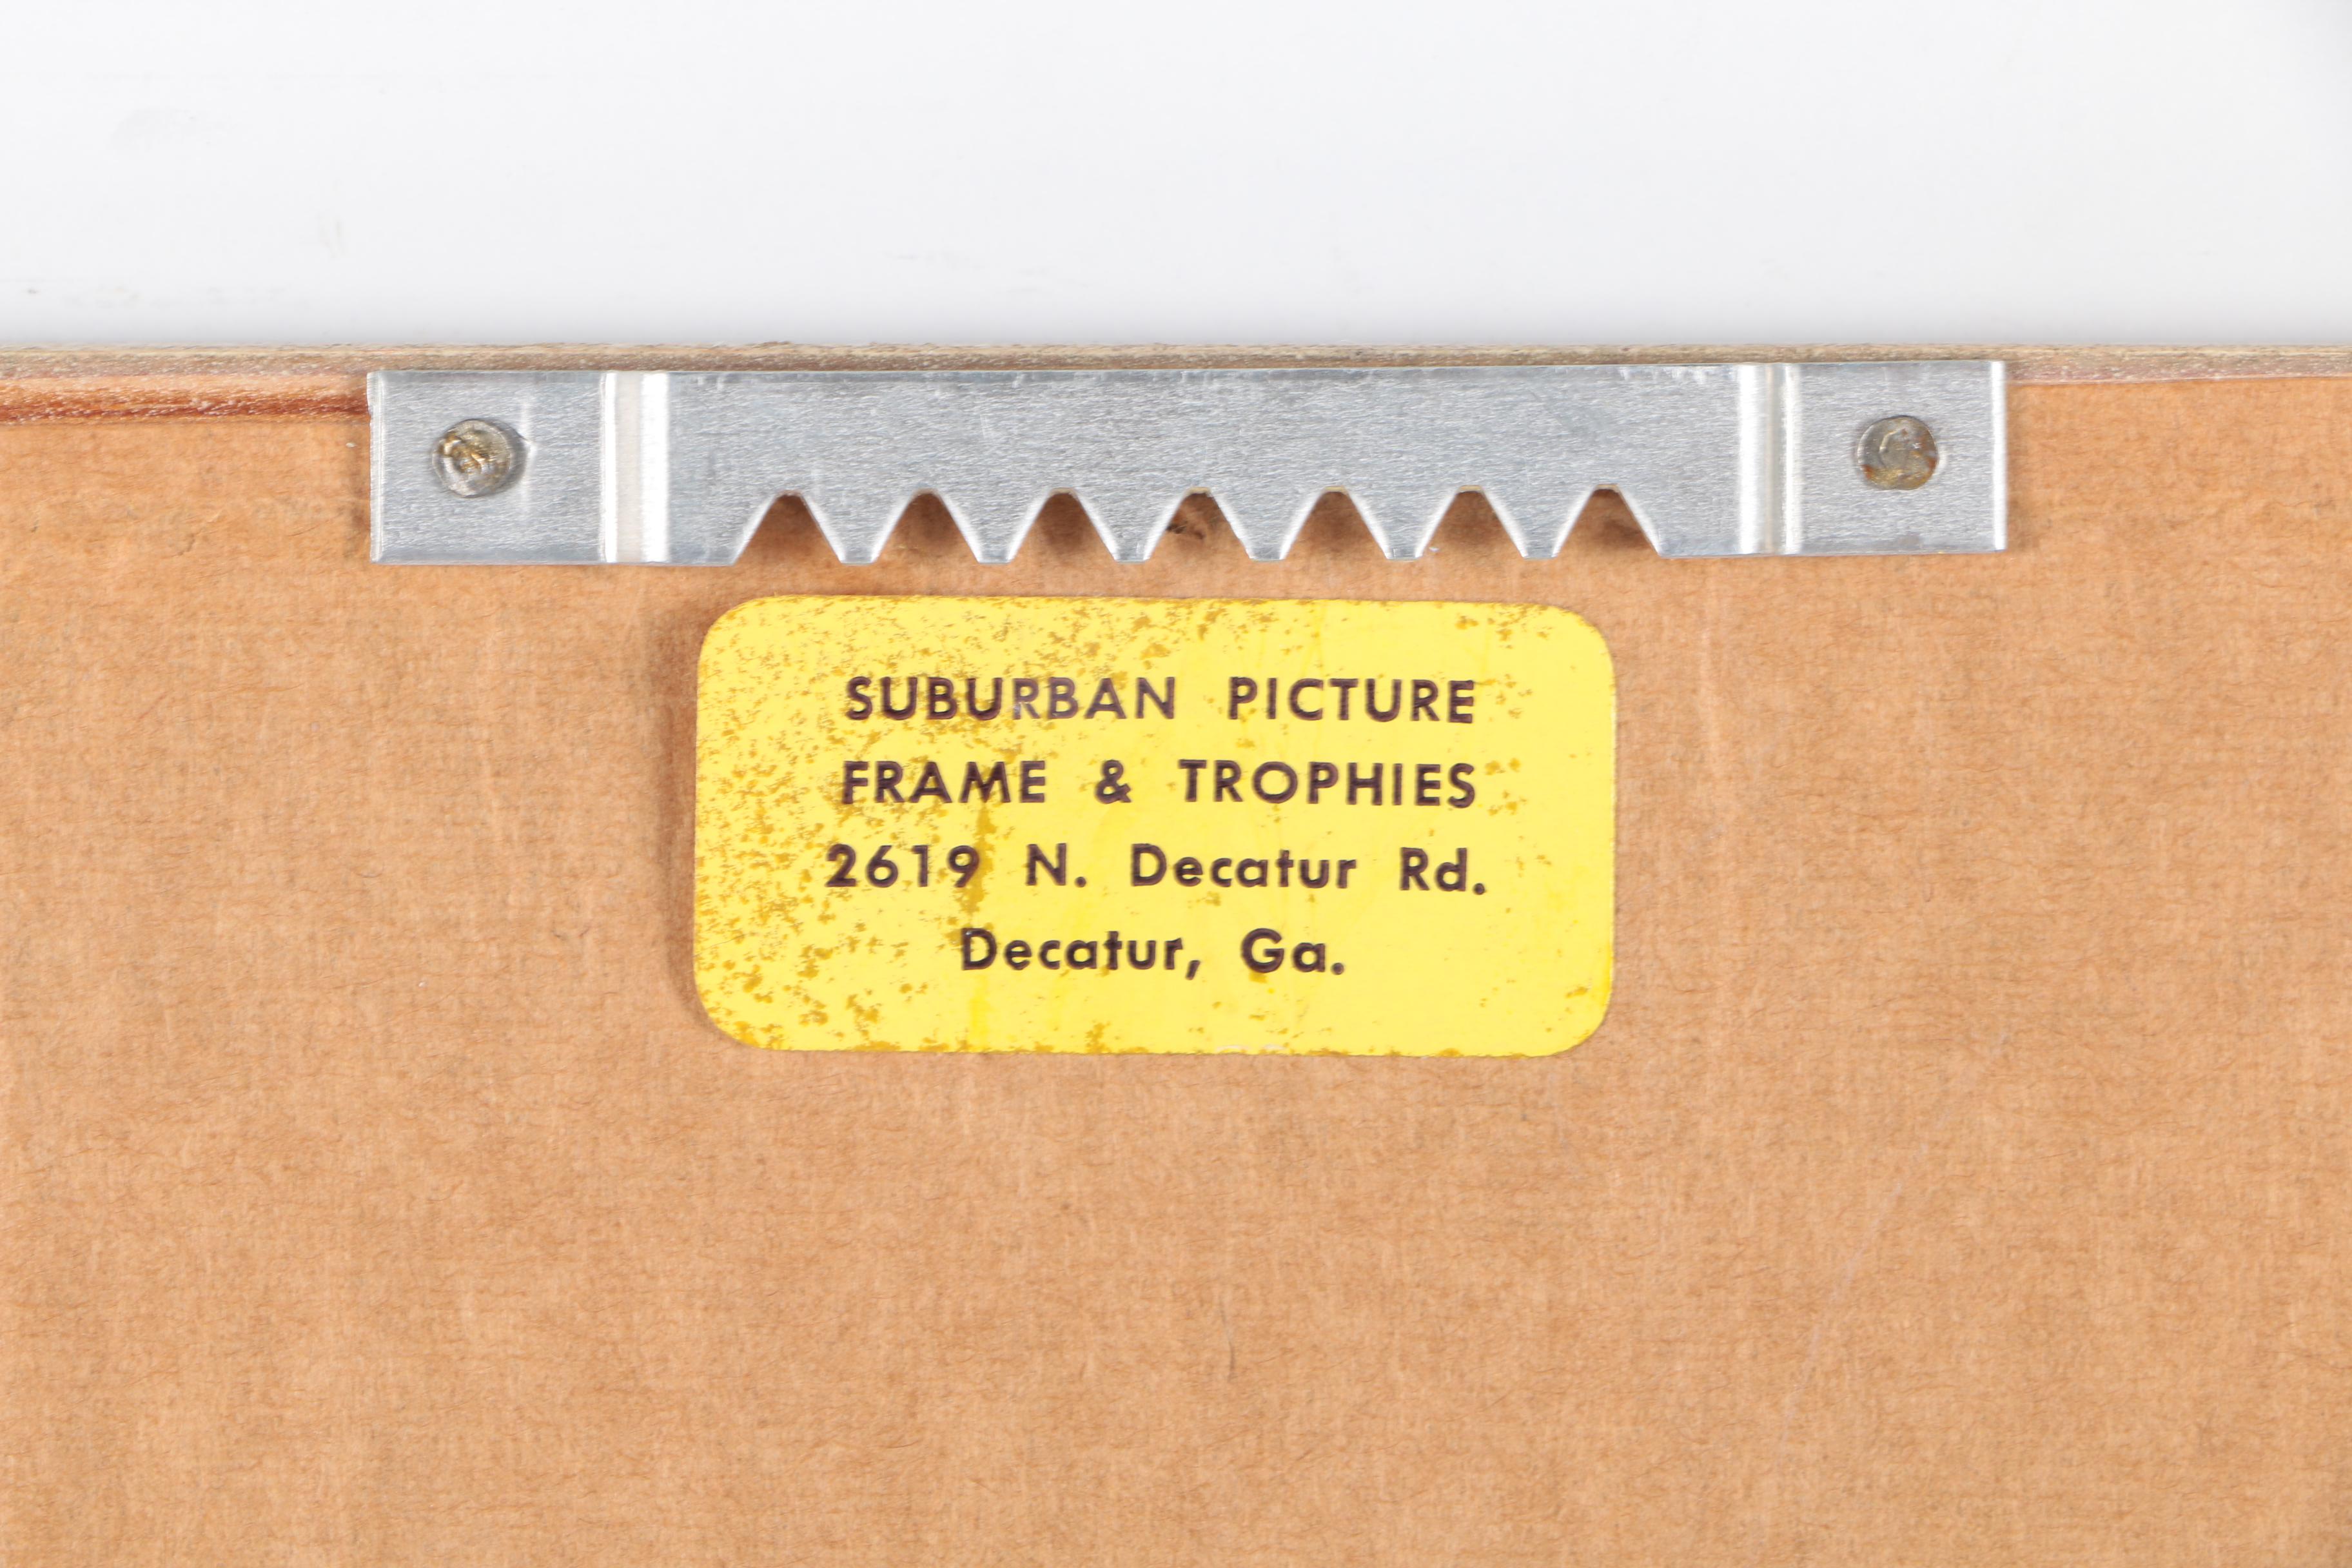 SUBURBAN PICTURE
FRAME & TROPHIES
2619 N. Decatur Rd.
Decatur, Ga.